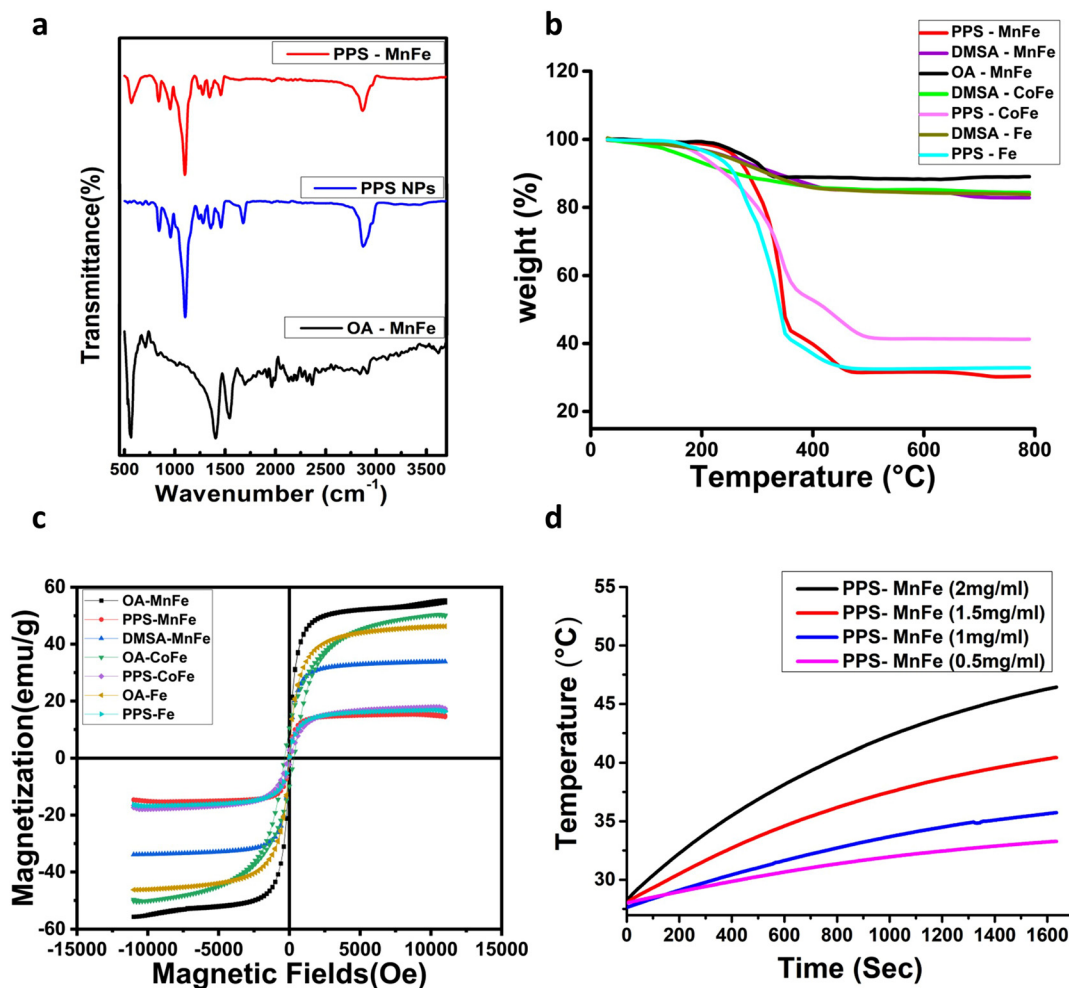 a
PPS - MnFe
PPS NPs
OA - MnFe
Transmittance(%)
500 1000 1500 2000 2500 3000 3500
Wavenumber (cm⁻¹)
b
PPS - MnFe
DMSA - MnFe
OA - MnFe
DMSA - CoFe
PPS - CoFe
DMSA - Fe
PPS - Fe
weight (%)
120
100
80
60
40
20
0 200 400 600 800
Temperature (°C)
c
OA-MnFe
PPS-MnFe
DMSA-MnFe
OA-CoFe
PPS-CoFe
OA-Fe
PPS-Fe
Magnetization(emu/g)
60
40
20
0
-20
-40
-60
-15000 -10000 -5000 0 5000 10000 15000
Magnetic Fields(Oe)
d
PPS- MnFe (2mg/ml)
PPS- MnFe (1.5mg/ml)
PPS- MnFe (1mg/ml)
PPS- MnFe (0.5mg/ml)
Temperature (°C)
55
50
45
40
35
30
0 200 400 600 800 1000 1200 1400 1600
Time (Sec)